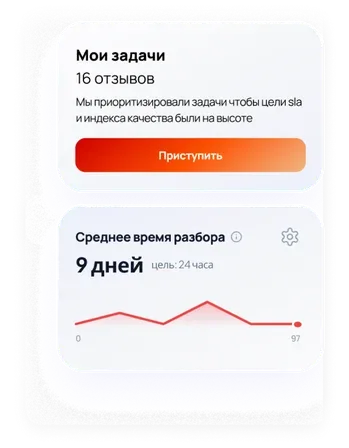 Мои задачи
16 отзывов
Мы приоритизировали задачи чтобы цели sla
и индекса качества были на высоте
Приступить
Среднее время разбора
9 дней цель: 24 часа
0 97